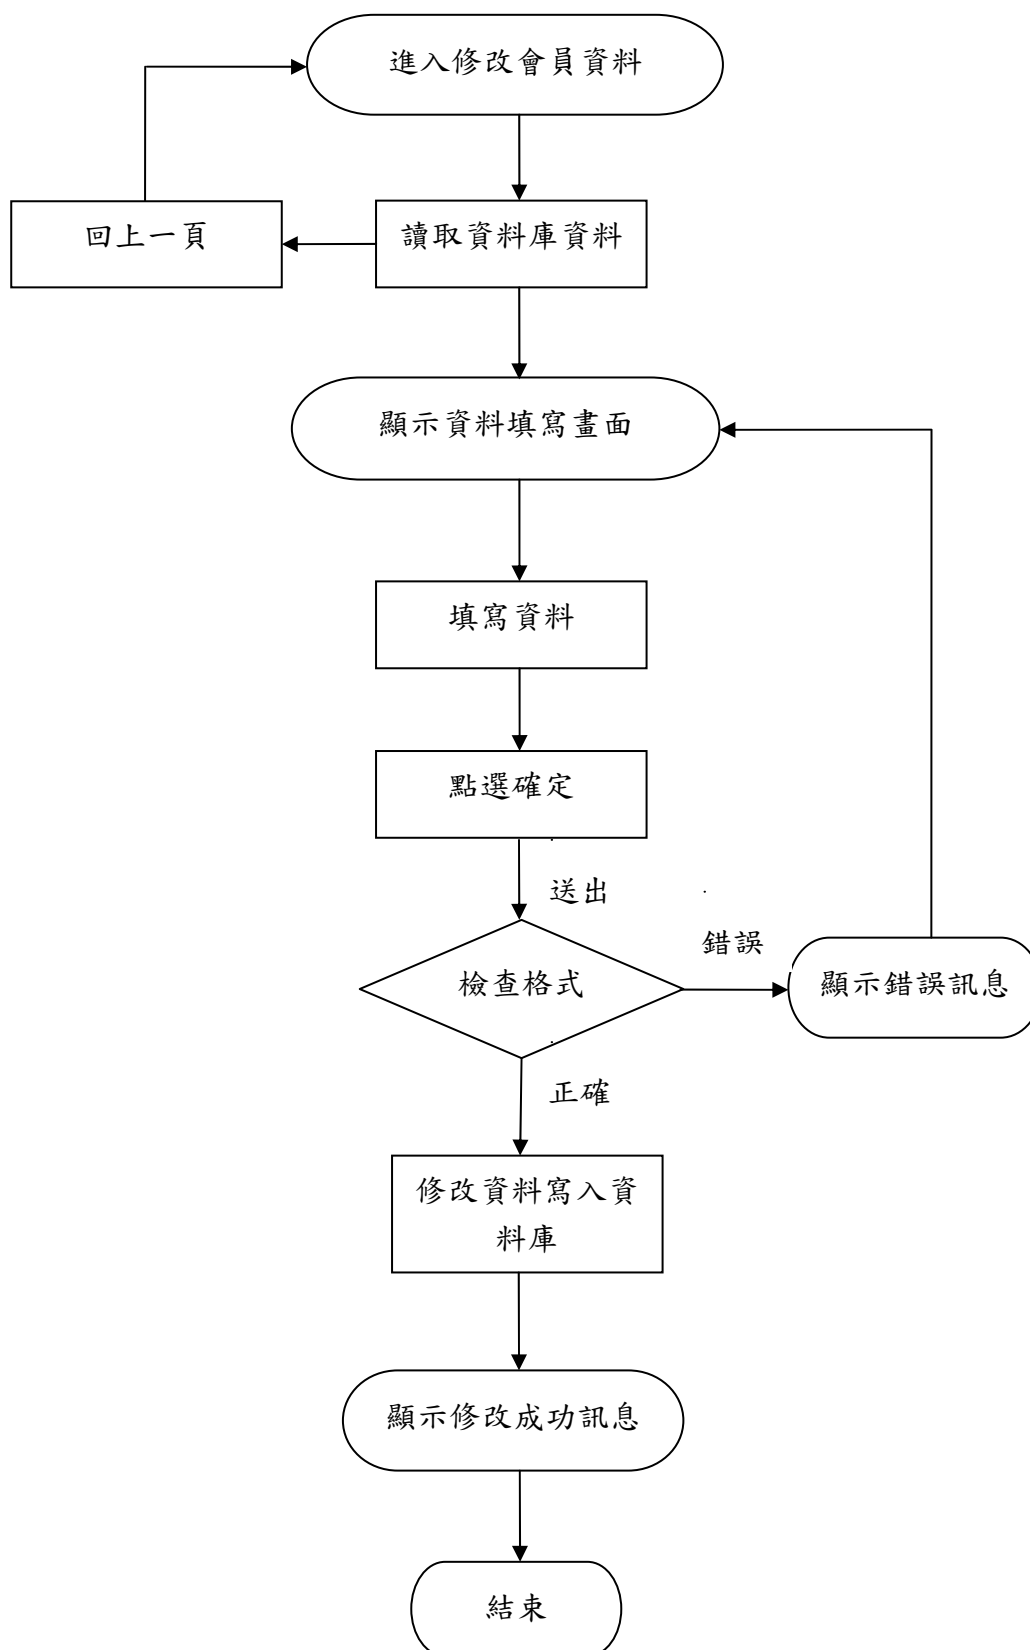 進入修改會員資料
回上一頁
讀取資料庫資料
顯示資料填寫畫面
填寫資料
點選確定
送出
錯誤
檢查格式
顯示錯誤訊息
正確
修改資料寫入資
料庫
顯示修改成功訊息
結束